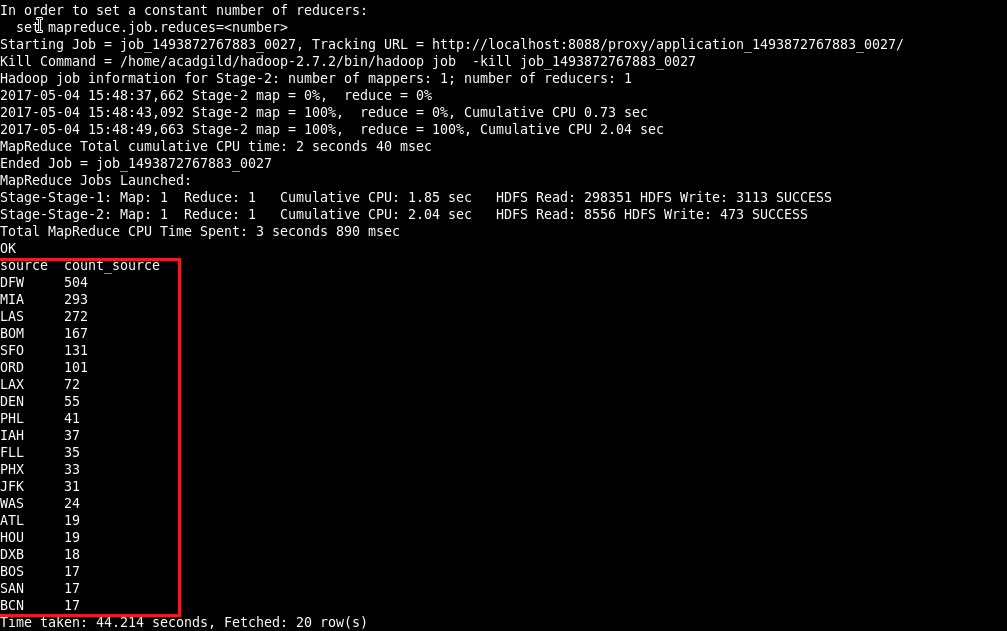 In order to set a constant number of reducers:
  set mapreduce.job.reduces=<number>
Starting Job = job_1493872767883_0027, Tracking URL = http://localhost:8088/proxy/application_1493872767883_0027/
Kill Command = /home/acadgild/hadoop-2.7.2/bin/hadoop job  -kill job_1493872767883_0027
Hadoop job information for Stage-2: number of mappers: 1; number of reducers: 1
2017-05-04 15:48:37,662 Stage-2 map = 0%,  reduce = 0%
2017-05-04 15:48:43,092 Stage-2 map = 100%,  reduce = 0%, Cumulative CPU 0.73 sec
2017-05-04 15:48:49,663 Stage-2 map = 100%,  reduce = 100%, Cumulative CPU 2.04 sec
MapReduce Total cumulative CPU time: 2 seconds 40 msec
Ended Job = job_1493872767883_0027
MapReduce Jobs Launched:
Stage-Stage-1: Map: 1  Reduce: 1   Cumulative CPU: 1.85 sec   HDFS Read: 298351 HDFS Write: 3113 SUCCESS
Stage-Stage-2: Map: 1  Reduce: 1   Cumulative CPU: 2.04 sec   HDFS Read: 8556 HDFS Write: 473 SUCCESS
Total MapReduce CPU Time Spent: 3 seconds 890 msec
OK
source  count_source
DFW     504
MIA     293
LAS     272
BOM     167
SFO     131
ORD     101
LAX     72
DEN     55
PHL     41
IAH     37
FLL     35
PHX     33
JFK     31
WAS     24
ATL     19
HOU     19
DXB     18
BOS     17
SAN     17
BCN     17
Time taken: 44.214 seconds, Fetched: 20 row(s)